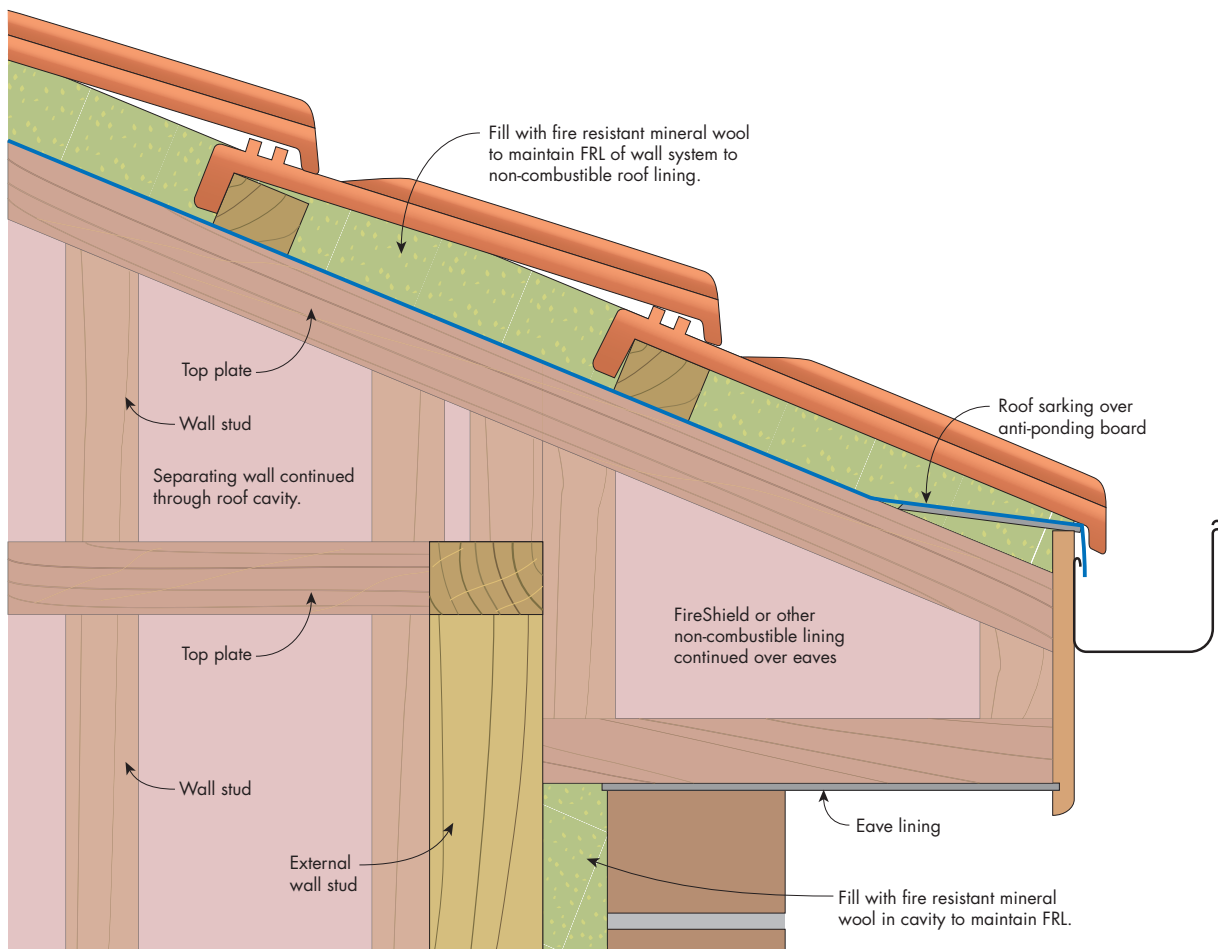 Fill with fire resistant mineral wool
to maintain FRL of wall system to
non-combustible roof lining.
Top plate
Wall stud
Roof sarking over
anti-ponding board
Separating wall continued
through roof cavity.
FireShield or other
non-combustible lining
continued over eaves
Top plate
Wall stud
Eave lining
External
wall stud
Fill with fire resistant mineral
wool in cavity to maintain FRL.